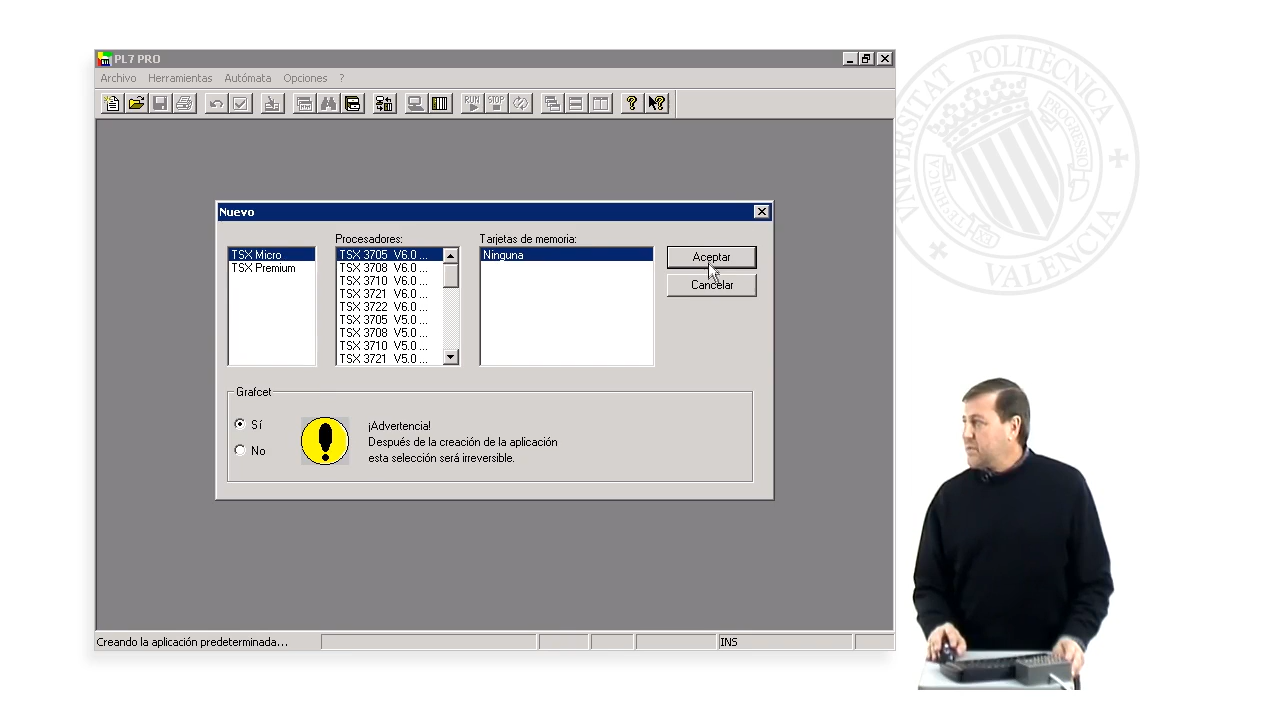 PL7 PRO
Archivo Herramientas Autómata Opciones ?
RUN STOP
Nuevo
Procesadores: Tarjetas de memoria:
TSX Micro
TSX Premium
TSX 3705 V6.0 ...
TSX 3708 V6.0 ...
TSX 3710 V6.0 ...
TSX 3721 V6.0 ...
TSX 3722 V6.0 ...
TSX 3705 V5.0 ...
TSX 3708 V5.0 ...
TSX 3710 V5.0 ...
TSX 3721 V5.0 ...
Ninguna
Aceptar
Cancelar
Grafcet
Sí
No
¡Advertencia!
Después de la creación de la aplicación
esta selección será irreversible.
Creando la aplicación predeterminada... INS
UNIVERSITAT POLITÈCNICA
VALÈNCIA
PROGRESSIO
EX TECHNICA